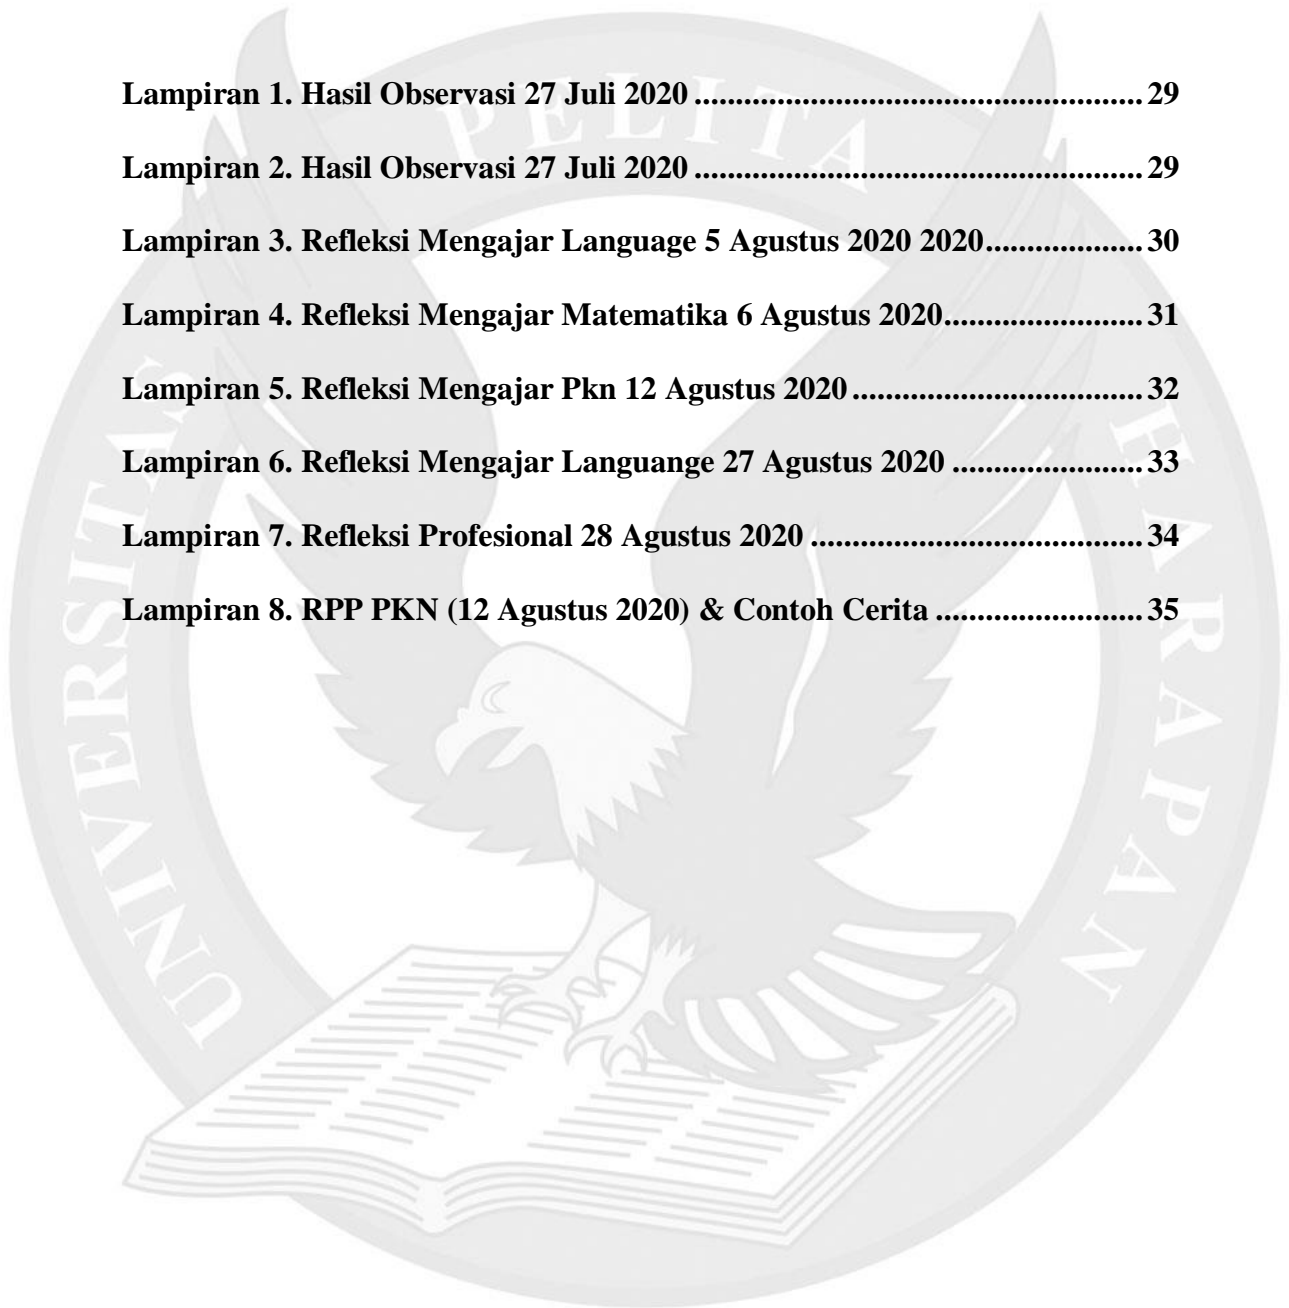 Lampiran 1. Hasil Observasi 27 Juli 2020 ....................................................... 29
Lampiran 2. Hasil Observasi 27 Juli 2020 ....................................................... 29
Lampiran 3. Refleksi Mengajar Language 5 Agustus 2020 2020................... 30
Lampiran 4. Refleksi Mengajar Matematika 6 Agustus 2020........................ 31
Lampiran 5. Refleksi Mengajar Pkn 12 Agustus 2020 ................................... 32
Lampiran 6. Refleksi Mengajar Languange 27 Agustus 2020 ....................... 33
Lampiran 7. Refleksi Profesional 28 Agustus 2020 ........................................ 34
Lampiran 8. RPP PKN (12 Agustus 2020) & Contoh Cerita ......................... 35
UNIVERSITAS PELITA HARAPAN